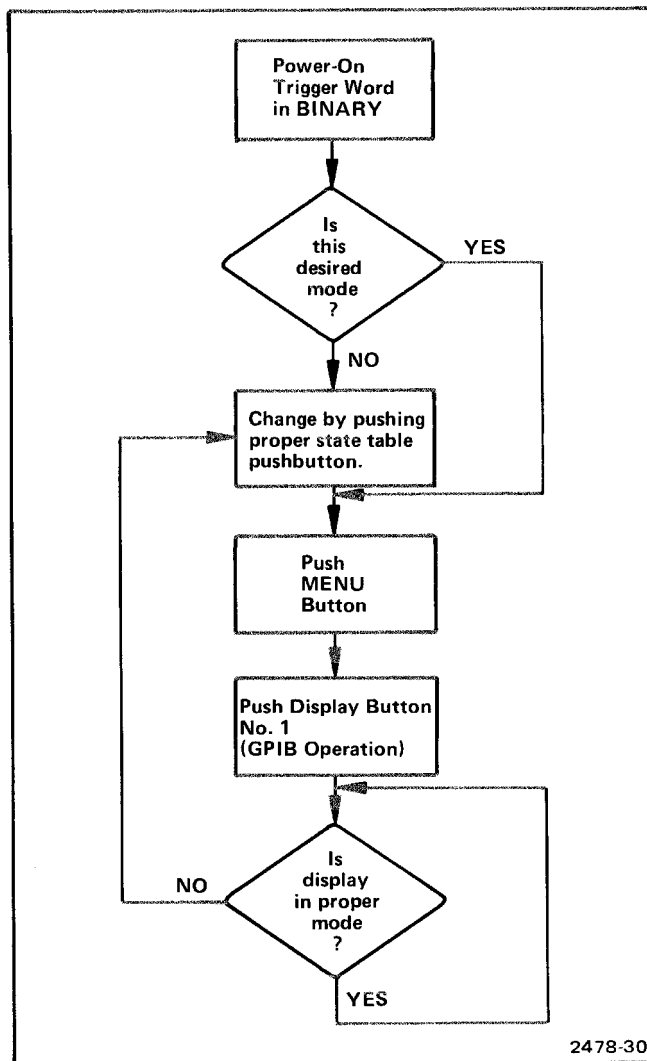 Power-On
Trigger Word
in BINARY
Is
this
desired
mode
?
YES
NO
Change by pushing
proper state table
pushbutton.
Push
MENU
Button
Push Display Button
No. 1
(GPIB Operation)
Is
display
in proper
mode
?
NO
YES
2478-30